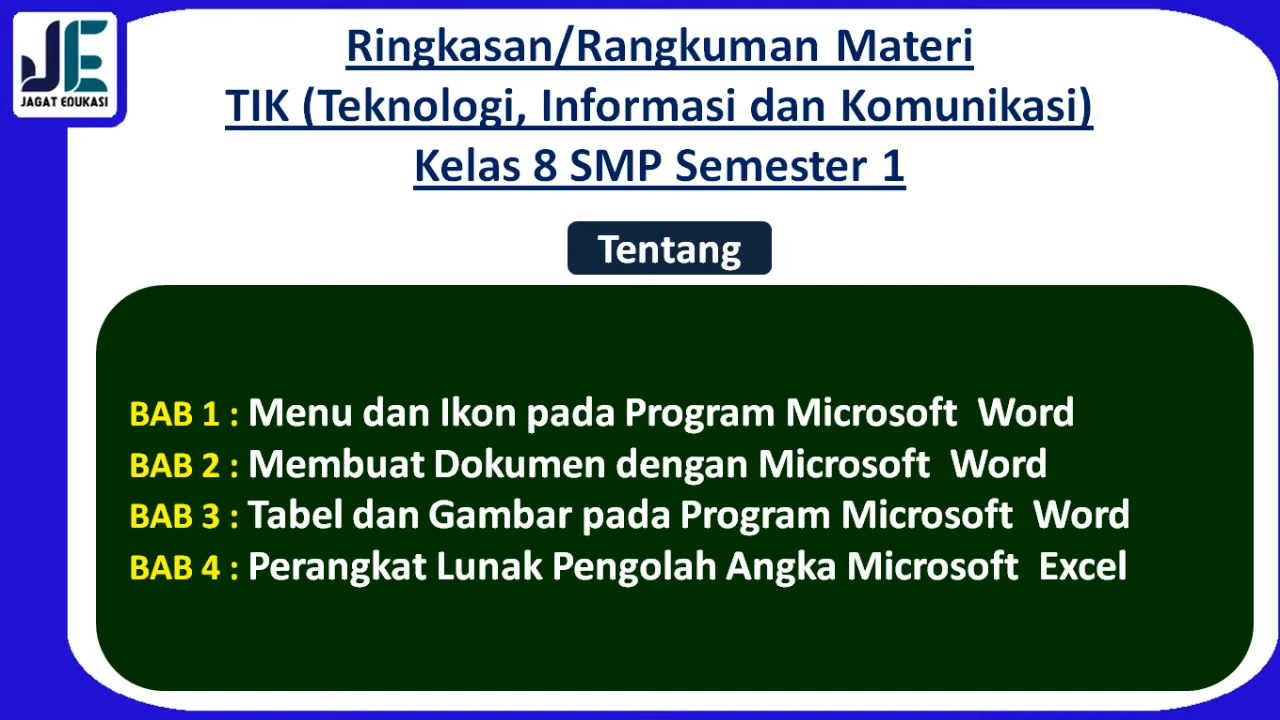 JE
JAGAT EDUKASI
Ringkasan/Rangkuman Materi
TIK (Teknologi, Informasi dan Komunikasi)
Kelas 8 SMP Semester 1
Tentang
BAB 1 : Menu dan Ikon pada Program Microsoft Word
BAB 2 : Membuat Dokumen dengan Microsoft Word
BAB 3 : Tabel dan Gambar pada Program Microsoft Word
BAB 4 : Perangkat Lunak Pengolah Angka Microsoft Excel